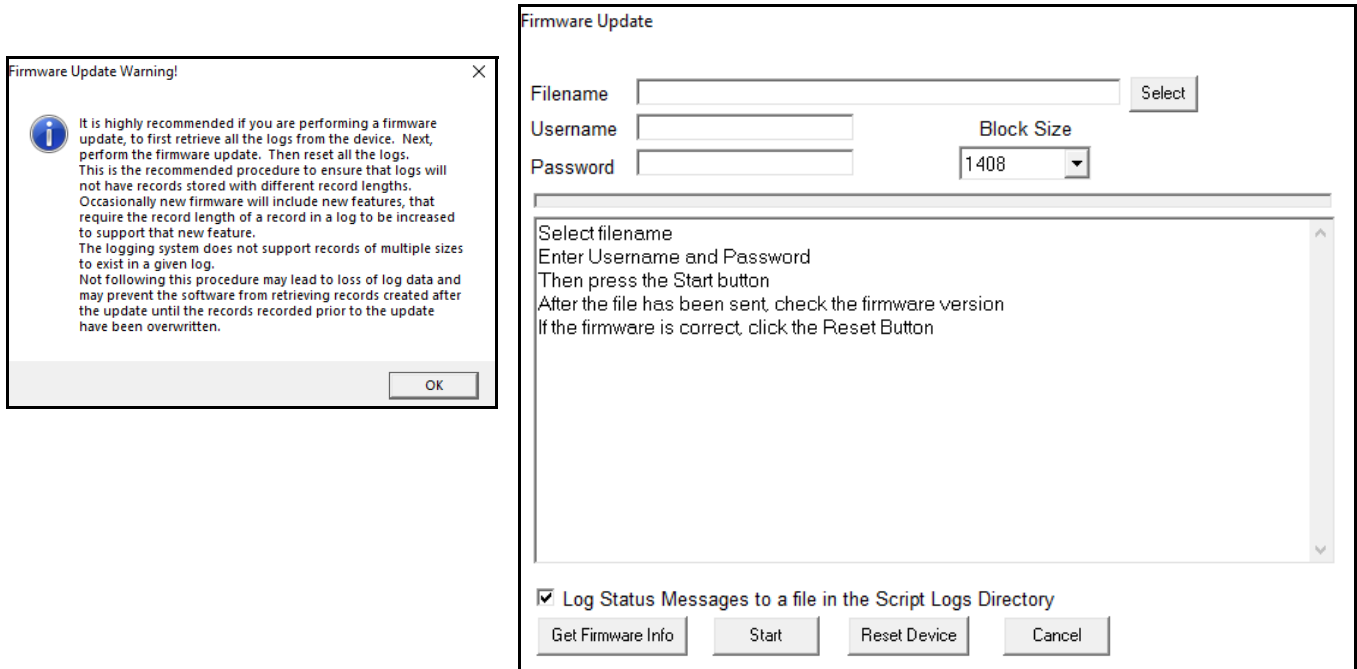 Firmware Update Warning!
It is highly recommended if you are performing a firmware
update, to first retrieve all the logs from the device.  Next,
perform the firmware update.  Then reset all the logs.
This is the recommended procedure to ensure that logs will
not have records stored with different record lengths.
Occasionally new firmware will include new features, that
require the record length of a record in a log to be increased
to support that new feature.
The logging system does not support records of multiple sizes
to exist in a given log.
Not following this procedure may lead to loss of log data and
may prevent the software from retrieving records created after
the update until the records recorded prior to the update
have been overwritten.
OK
Firmware Update
Filename
Select
Username
Block Size
Password
1408
Select filename
Enter Username and Password
Then press the Start button
After the file has been sent, check the firmware version
If the firmware is correct, click the Reset Button
Log Status Messages to a file in the Script Logs Directory
Get Firmware Info
Start
Reset Device
Cancel